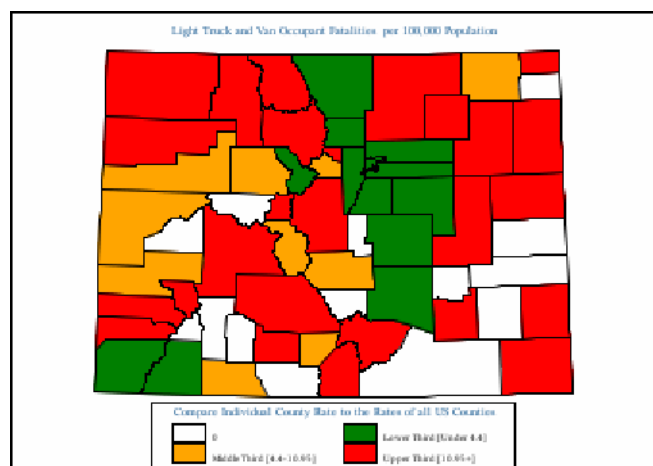 Light Truck and Van Occupant Fatalities per 100,000 Population
Compare Individual County Rate to the Rates of all US Counties
0
Lower Third [Under 4.4]
Middle Third [4.4-10.95]
Upper Third [10.95+]